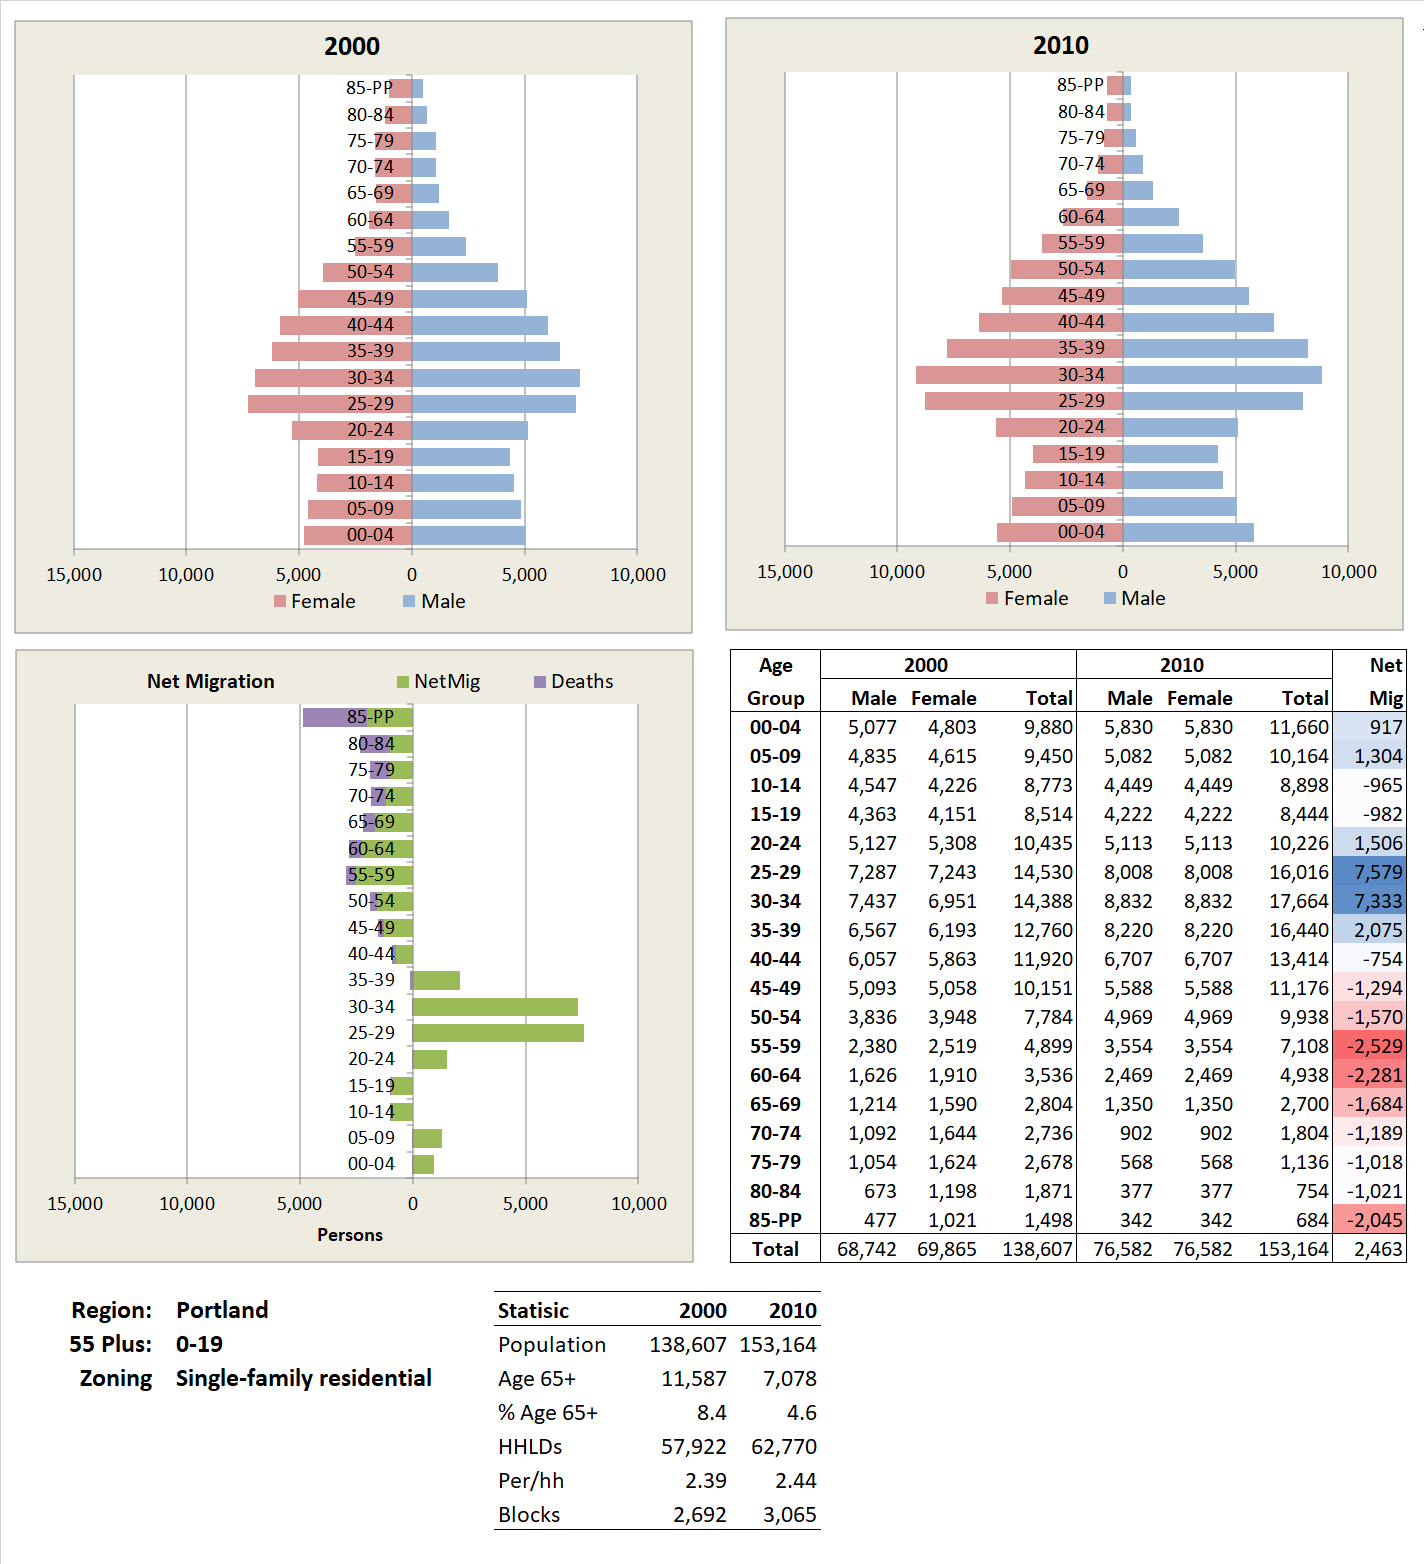 2000
85-PP
80-84
75-79
70-74
65-69
60-64
55-59
50-54
45-49
40-44
35-39
30-34
25-29
20-24
15-19
10-14
05-09
00-04
15,000 10,000 5,000 0 5,000 10,000
Female Male
2010
85-PP
80-84
75-79
70-74
65-69
60-64
55-59
50-54
45-49
40-44
35-39
30-34
25-29
20-24
15-19
10-14
05-09
00-04
15,000 10,000 5,000 0 5,000 10,000
Female Male
Net Migration NetMig Deaths
85-PP
80-84
75-79
70-74
65-69
60-64
55-59
50-54
45-49
40-44
35-39
30-34
25-29
20-24
15-19
10-14
05-09
00-04
15,000 10,000 5,000 0 5,000 10,000
Persons
Age 2000 2010 Net
Group Male Female Total Male Female Total Mig
00-04 5,077 4,803 9,880 5,830 5,830 11,660 917
05-09 4,835 4,615 9,450 5,082 5,082 10,164 1,304
10-14 4,547 4,226 8,773 4,449 4,449 8,898 -965
15-19 4,363 4,151 8,514 4,222 4,222 8,444 -982
20-24 5,127 5,308 10,435 5,113 5,113 10,226 1,506
25-29 7,287 7,243 14,530 8,008 8,008 16,016 7,579
30-34 7,437 6,951 14,388 8,832 8,832 17,664 7,333
35-39 6,567 6,193 12,760 8,220 8,220 16,440 2,075
40-44 6,057 5,863 11,920 6,707 6,707 13,414 -754
45-49 5,093 5,058 10,151 5,588 5,588 11,176 -1,294
50-54 3,836 3,948 7,784 4,969 4,969 9,938 -1,570
55-59 2,380 2,519 4,899 3,554 3,554 7,108 -2,529
60-64 1,626 1,910 3,536 2,469 2,469 4,938 -2,281
65-69 1,214 1,590 2,804 1,350 1,350 2,700 -1,684
70-74 1,092 1,644 2,736 902 902 1,804 -1,189
75-79 1,054 1,624 2,678 568 568 1,136 -1,018
80-84 673 1,198 1,871 377 377 754 -1,021
85-PP 477 1,021 1,498 342 342 684 -2,045
Total 68,742 69,865 138,607 76,582 76,582 153,164 2,463
Region: Portland
55 Plus: 0-19
Zoning Single-family residential
Statisic 2000 2010
Population 138,607 153,164
Age 65+ 11,587 7,078
% Age 65+ 8.4 4.6
HHLDs 57,922 62,770
Per/hh 2.39 2.44
Blocks 2,692 3,065